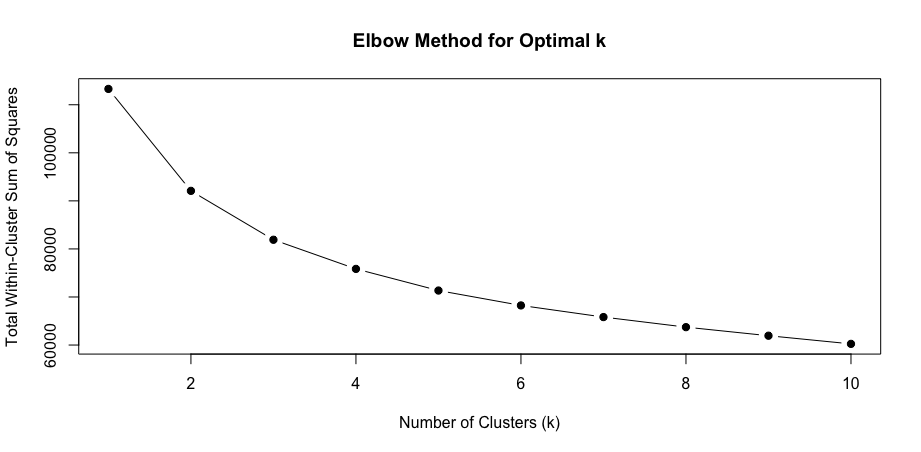 Elbow Method for Optimal k
Total Within-Cluster Sum of Squares
100000
80000
60000
2 4 6 8 10
Number of Clusters (k)